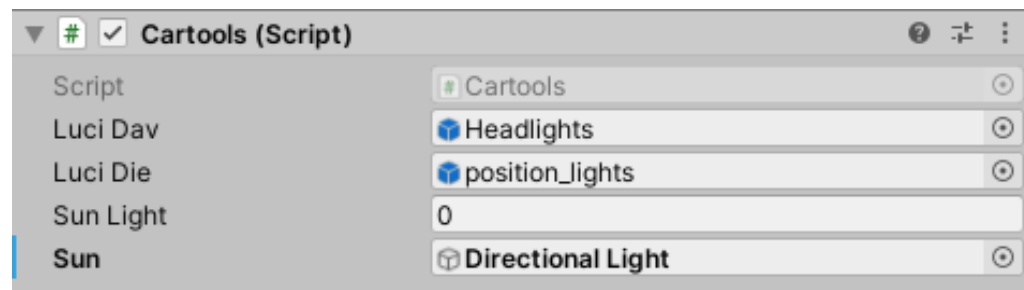 Cartools (Script)
Script Cartools
Luci Dav Headlights
Luci Die position_lights
Sun Light 0
Sun Directional Light